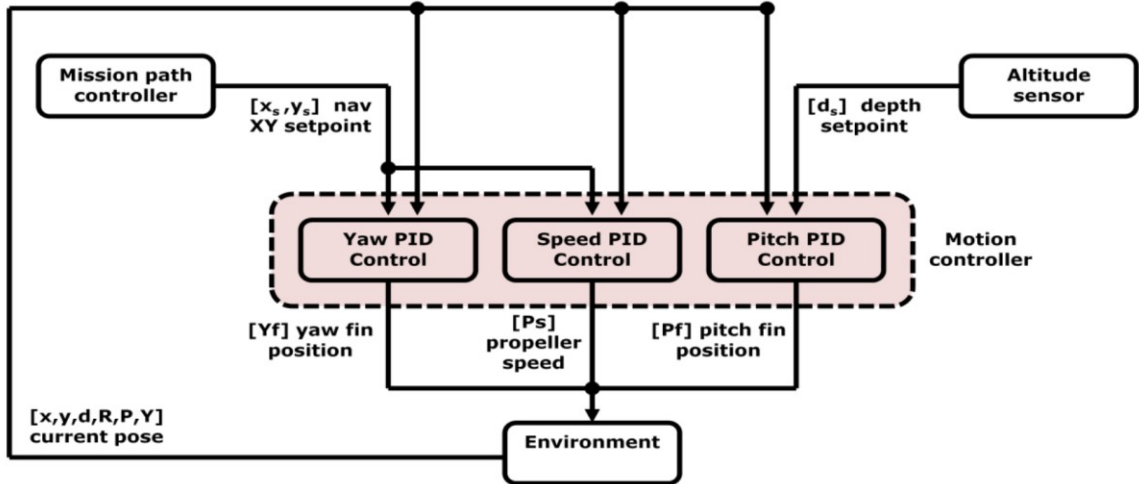 Mission path
controller
Altitude
sensor
[xₛ,yₛ] nav
XY setpoint
[dₛ] depth
setpoint
Yaw PID
Control
Speed PID
Control
Pitch PID
Control
Motion
controller
[Yf] yaw fin
position
[Ps]
propeller
speed
[Pf] pitch fin
position
[x,y,d,R,P,Y]
current pose
Environment